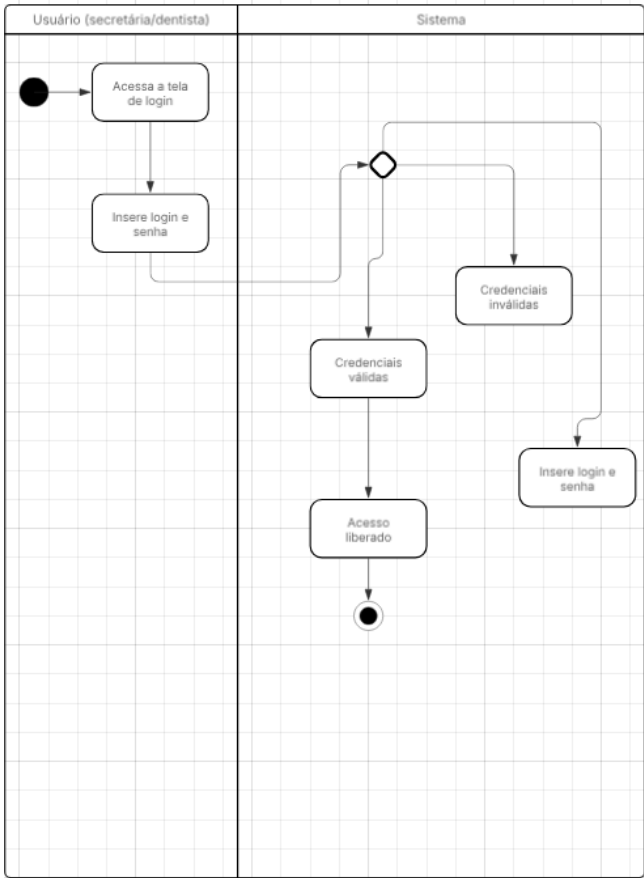 Usuário (secretária/dentista)
Sistema
Acessa a tela
de login
Insere login e
senha
Credenciais
inválidas
Credenciais
válidas
Insere login e
senha
Acesso
liberado